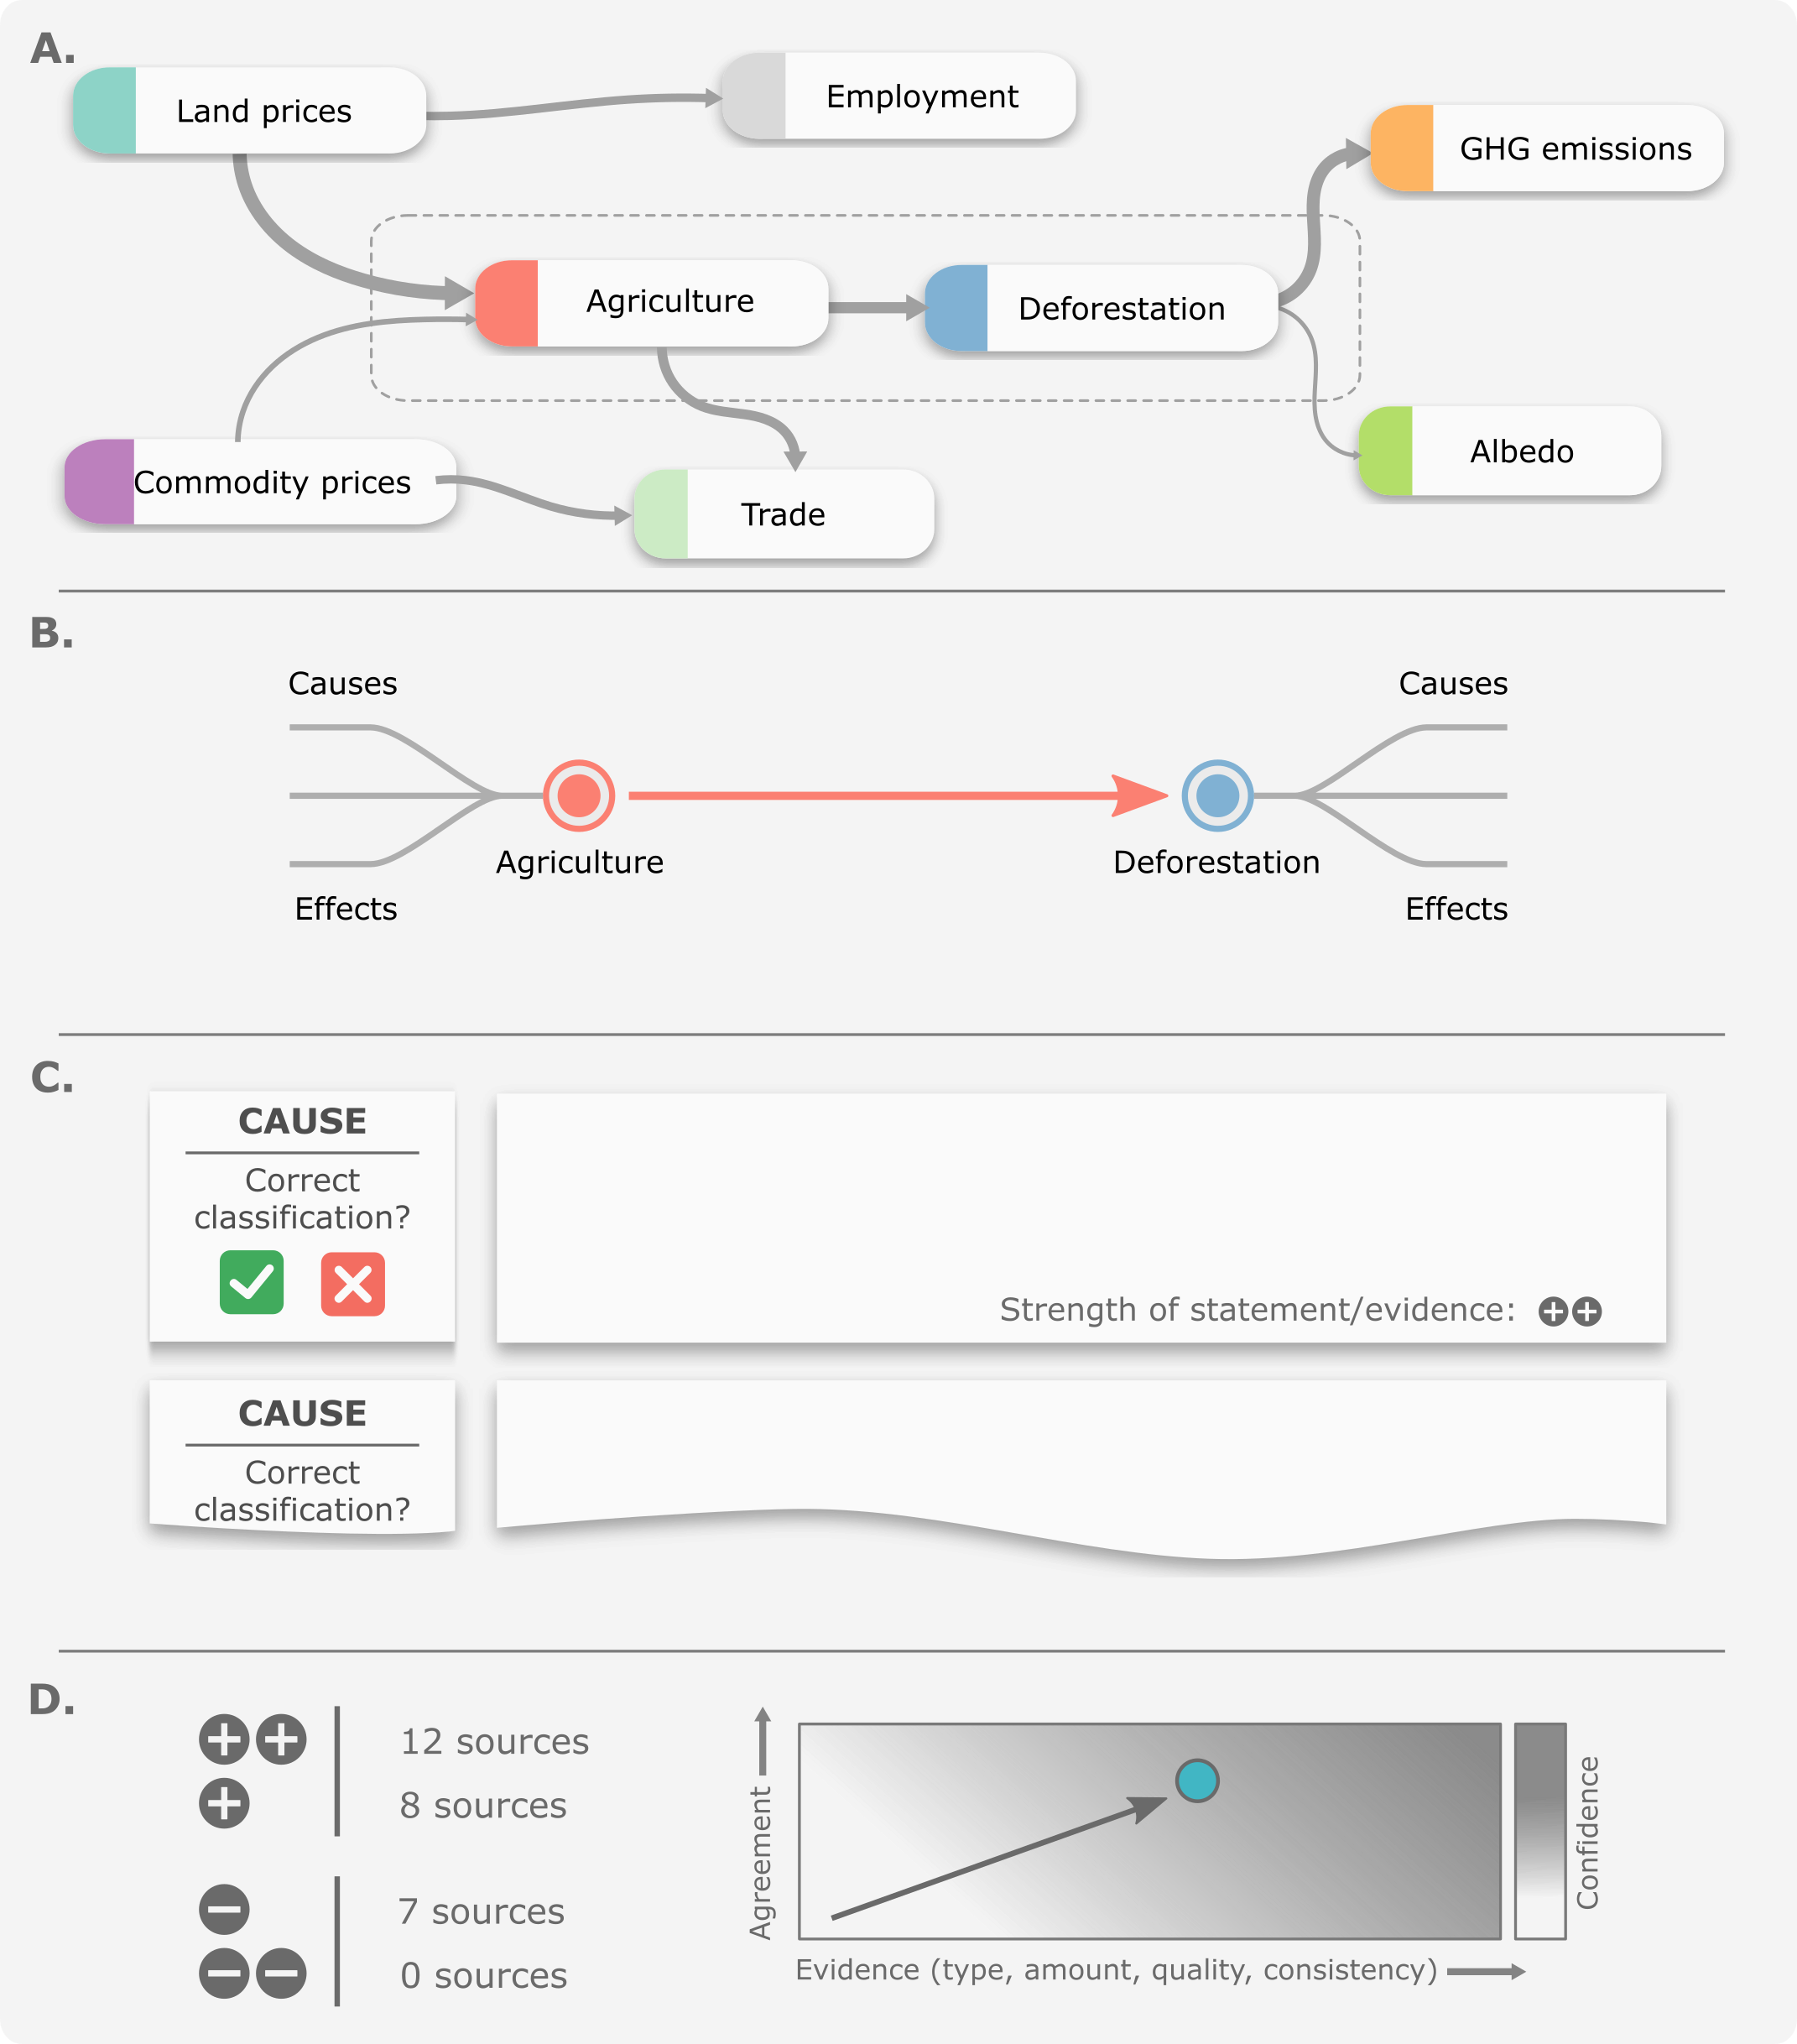 A.
Land prices
Employment
GHG emissions
Agriculture
Deforestation
Commodity prices
Albedo
Trade
B.
Causes
Causes
Agriculture
Deforestation
Effects
Effects
C.
CAUSE
Correct
classification?
Strength of statement/evidence:
CAUSE
Correct
classification?
D.
12 sources
8 sources
7 sources
0 sources
Agreement
Confidence
Evidence (type, amount, quality, consistency)